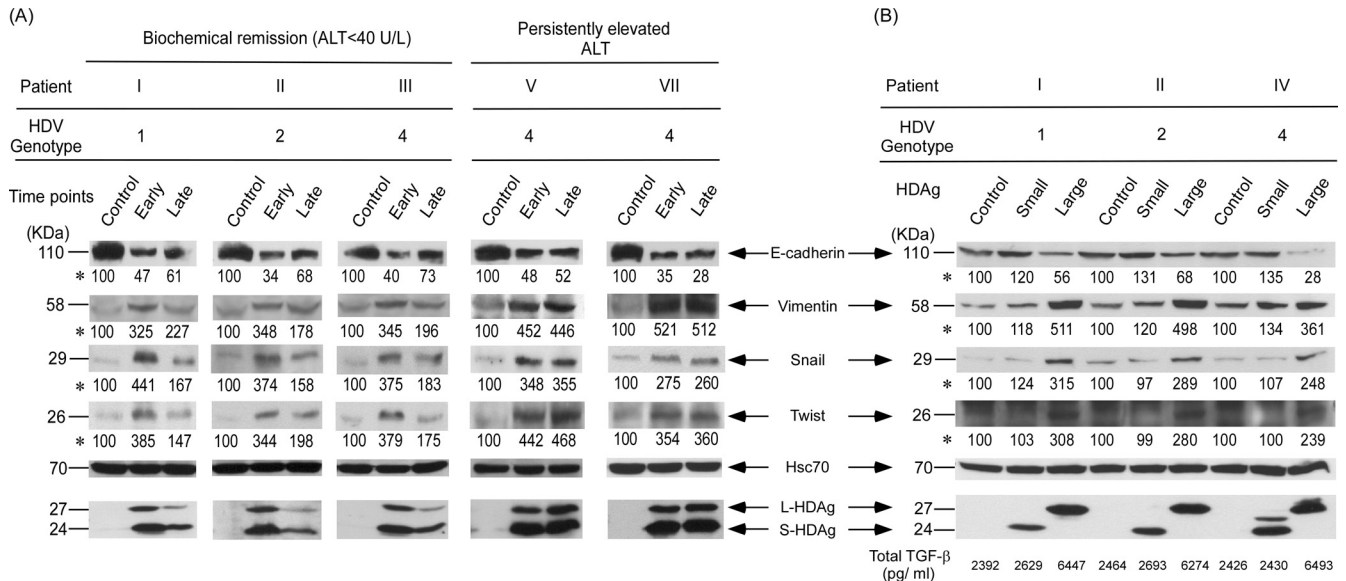 (A)
Biochemical remission (ALT<40 U/L)
Persistently elevated
ALT
Patient I II III V VII
HDV
Genotype 1 2 4 4 4
Time points Control Early Late Control Early Late Control Early Late Control Early Late Control Early Late
(KDa)
110 E-cadherin
* 100 47 61 100 34 68 100 40 73 100 48 52 100 35 28
58 Vimentin
* 100 325 227 100 348 178 100 345 196 100 452 446 100 521 512
29 Snail
* 100 441 167 100 374 158 100 375 183 100 348 355 100 275 260
26 Twist
* 100 385 147 100 344 198 100 379 175 100 442 468 100 354 360
70 Hsc70
27 L-HDAg
24 S-HDAg
(B)
Patient I II IV
HDV
Genotype 1 2 4
HDAg Control Small Large Control Small Large Control Small Large
(KDa)
110
* 100 120 56 100 131 68 100 135 28
58
* 100 118 511 100 120 498 100 134 361
29
* 100 124 315 100 97 289 100 107 248
26
* 100 103 308 100 99 280 100 100 239
70
27
24
Total TGF-β
(pg/ ml) 2392 2629 6447 2464 2693 6274 2426 2430 6493